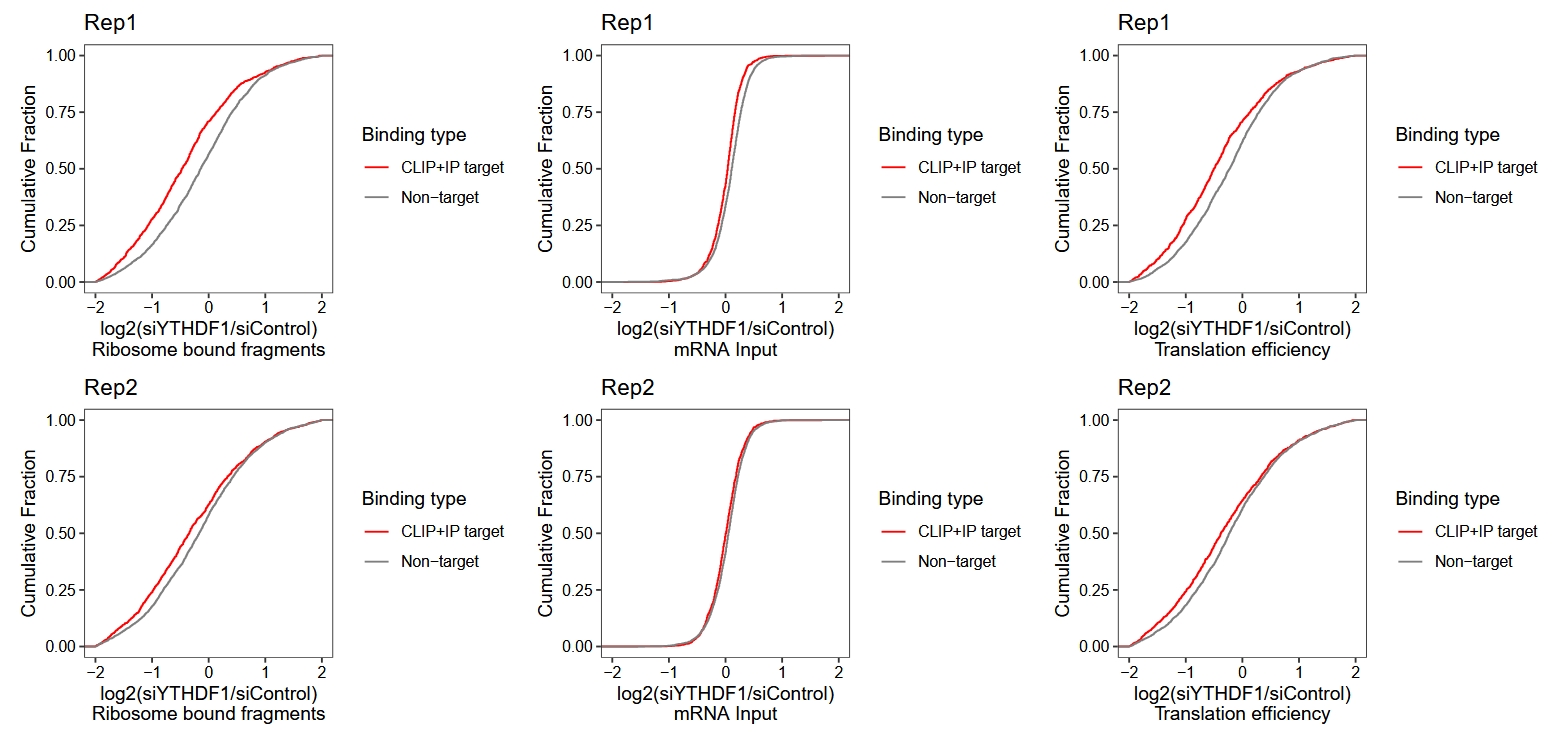 Rep1
Cumulative Fraction
1.00
0.75
0.50
0.25
0.00
−2 −1 0 1 2
log2(siYTHDF1/siControl)
Ribosome bound fragments
Binding type
CLIP+IP target
Non−target
Rep1
Cumulative Fraction
1.00
0.75
0.50
0.25
0.00
−2 −1 0 1 2
log2(siYTHDF1/siControl)
mRNA Input
Binding type
CLIP+IP target
Non−target
Rep1
Cumulative Fraction
1.00
0.75
0.50
0.25
0.00
−2 −1 0 1 2
log2(siYTHDF1/siControl)
Translation efficiency
Binding type
CLIP+IP target
Non−target
Rep2
Cumulative Fraction
1.00
0.75
0.50
0.25
0.00
−2 −1 0 1 2
log2(siYTHDF1/siControl)
Ribosome bound fragments
Binding type
CLIP+IP target
Non−target
Rep2
Cumulative Fraction
1.00
0.75
0.50
0.25
0.00
−2 −1 0 1 2
log2(siYTHDF1/siControl)
mRNA Input
Binding type
CLIP+IP target
Non−target
Rep2
Cumulative Fraction
1.00
0.75
0.50
0.25
0.00
−2 −1 0 1 2
log2(siYTHDF1/siControl)
Translation efficiency
Binding type
CLIP+IP target
Non−target